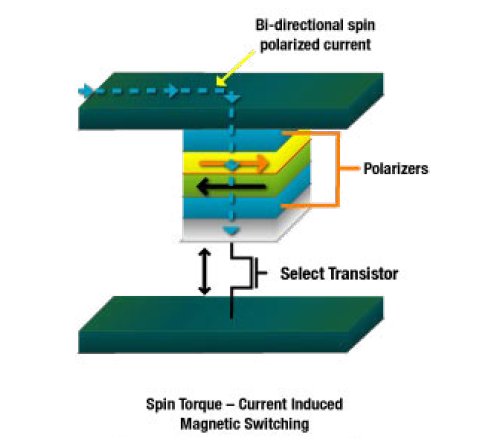 Bi-directional spin
polarized current
Polarizers
Select Transistor
Spin Torque – Current Induced
Magnetic Switching